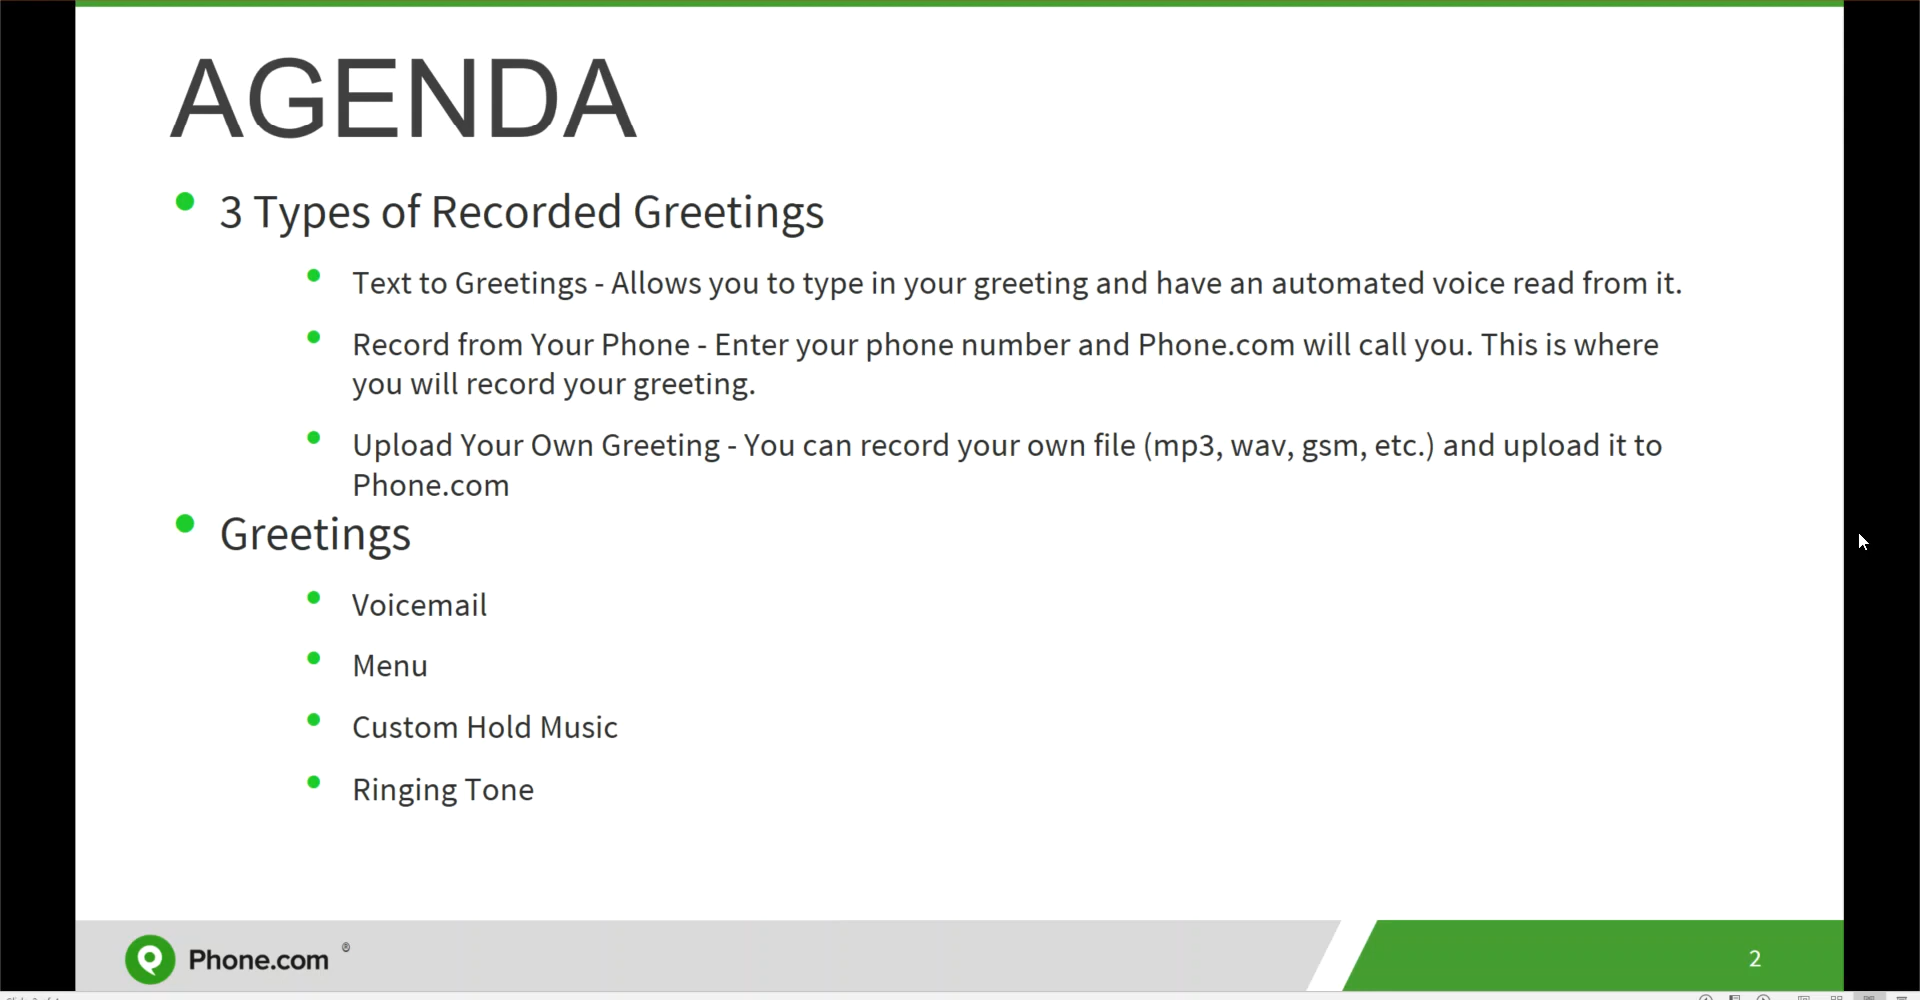 AGENDA
3 Types of Recorded Greetings
Text to Greetings - Allows you to type in your greeting and have an automated voice read from it.
Record from Your Phone - Enter your phone number and Phone.com will call you. This is where
you will record your greeting.
Upload Your Own Greeting - You can record your own file (mp3, wav, gsm, etc.) and upload it to
Phone.com
Greetings
Voicemail
Menu
Custom Hold Music
Ringing Tone
Phone.com ®
2